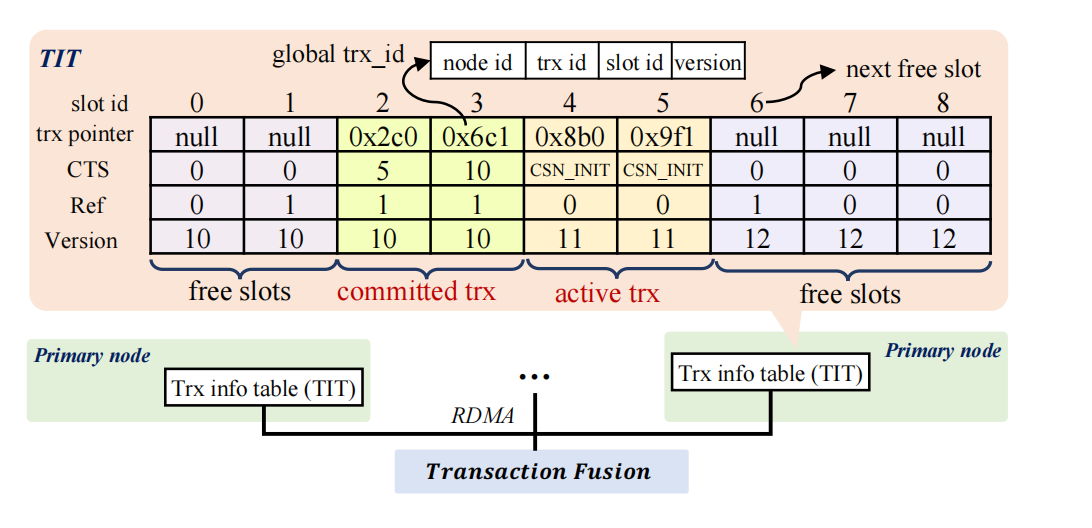 TIT
global trx_id
node id trx id slot id version
next free slot
slot id 0 1 2 3 4 5 6 7 8
trx pointer null null 0x2c0 0x6c1 0x8b0 0x9f1 null null null
CTS 0 0 5 10 CSN_INIT CSN_INIT 0 0 0
Ref 0 1 1 1 0 0 1 0 0
Version 10 10 10 10 11 11 12 12 12
free slots committed trx active trx free slots
Primary node
Trx info table (TIT)
...
Primary node
Trx info table (TIT)
RDMA
Transaction Fusion